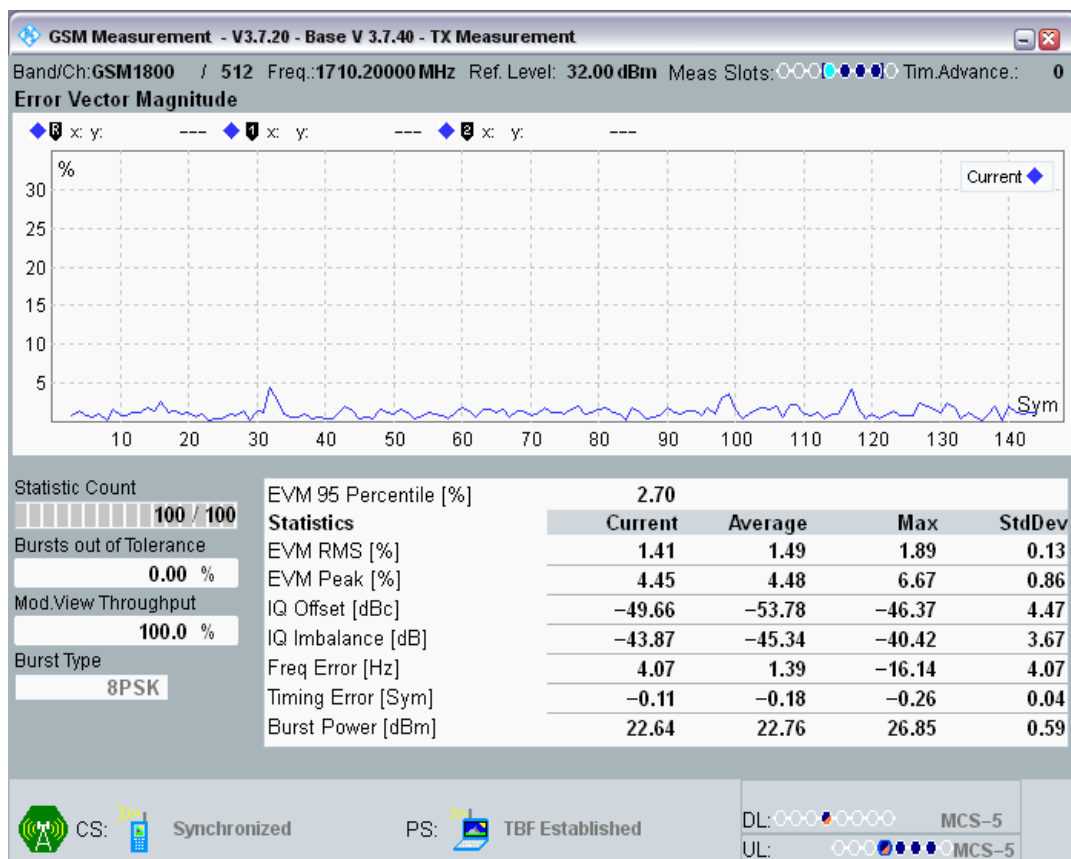 GSM Measurement - V3.7.20 - Base V 3.7.40 - TX Measurement
Band/Ch:GSM1800 / 512 Freq.:1710.20000 MHz Ref. Level: 32.00 dBm Meas Slots: Tim.Advance.: 0
Error Vector Magnitude
R x: y: --- 1 x: y: --- 2 x: y: ---
%
Current
30
25
20
15
10
5
Sym
10 20 30 40 50 60 70 80 90 100 110 120 130 140
Statistic Count
100 / 100
Bursts out of Tolerance
0.00 %
Mod.View Throughput
100.0 %
Burst Type
8PSK
EVM 95 Percentile [%] 2.70
Statistics Current Average Max StdDev
EVM RMS [%] 1.41 1.49 1.89 0.13
EVM Peak [%] 4.45 4.48 6.67 0.86
IQ Offset [dBc] −49.66 −53.78 −46.37 4.47
IQ Imbalance [dB] −43.87 −45.34 −40.42 3.67
Freq Error [Hz] 4.07 1.39 −16.14 4.07
Timing Error [Sym] −0.11 −0.18 −0.26 0.04
Burst Power [dBm] 22.64 22.76 26.85 0.59
CS: Synchronized PS: TBF Established
DL: MCS−5
UL: MCS−5